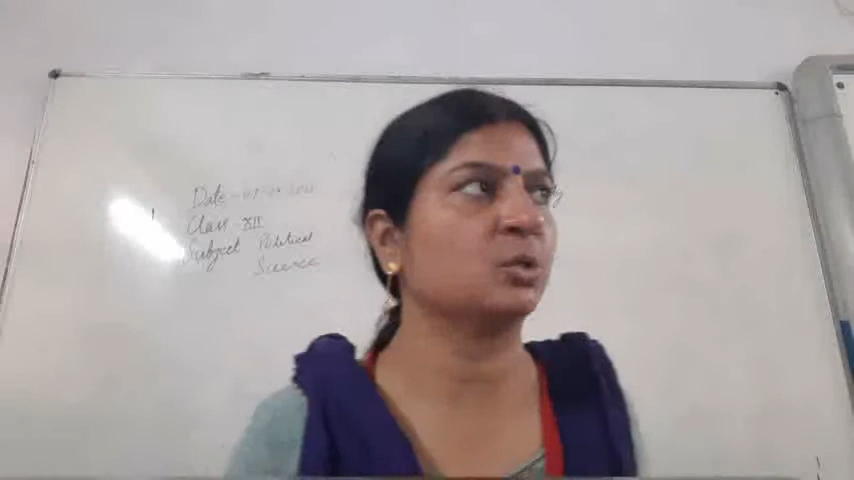 Date
Class - XII
Subject Political
Science